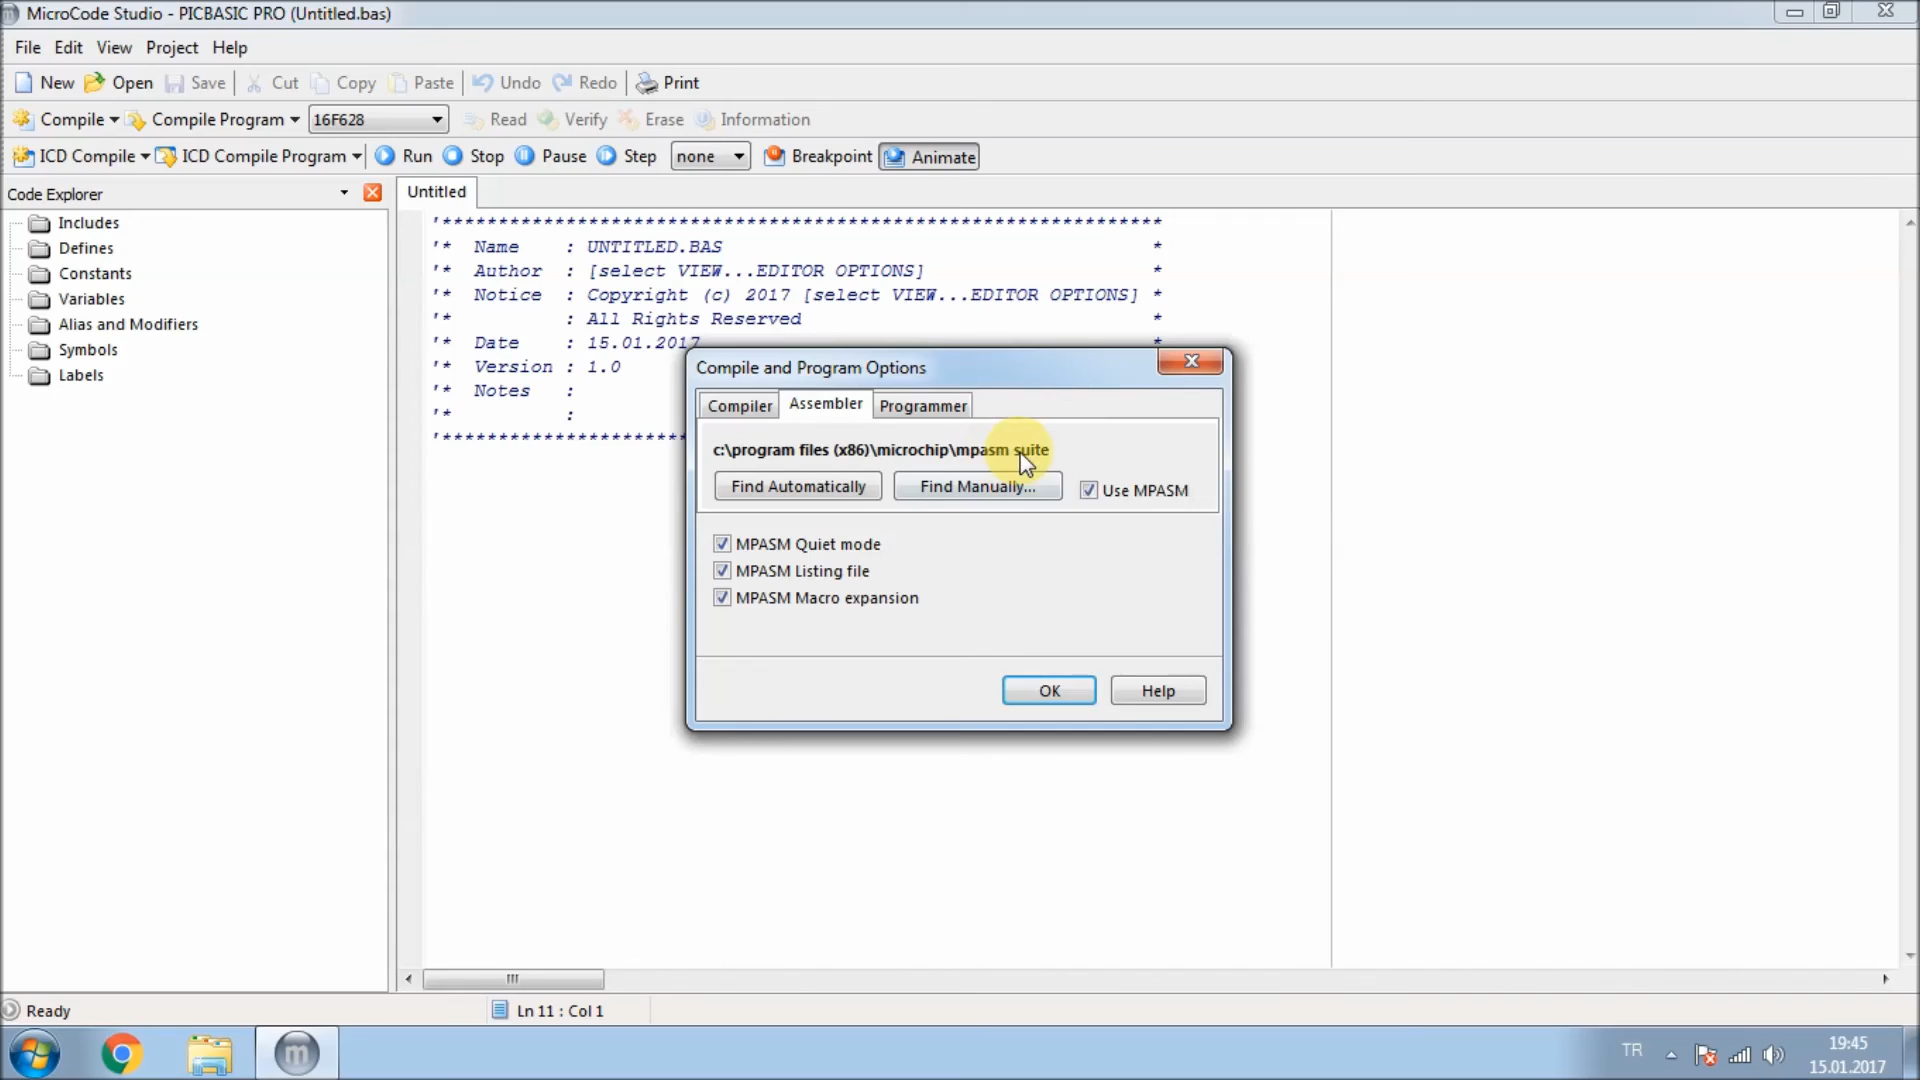 MicroCode Studio - PICBASIC PRO (Untitled.bas)
File Edit View Project Help
New Open Save Cut Copy Paste Undo Redo Print
Compile Compile Program 16F628 Read Verify Erase Information
ICD Compile ICD Compile Program Run Stop Pause Step none Breakpoint Animate
Code Explorer
Includes
Defines
Constants
Variables
Alias and Modifiers
Symbols
Labels
Untitled
'****************************************************************
'*  Name    : UNTITLED.BAS                                      *
'*  Author  : [select VIEW...EDITOR OPTIONS]                    *
'*  Notice  : Copyright (c) 2017 [select VIEW...EDITOR OPTIONS] *
'*          : All Rights Reserved                               *
'*  Date    : 15.01.2017                                        *
'*  Version : 1.0
'*  Notes   :
'*          :
'***********************
Compile and Program Options
Compiler Assembler Programmer
c:\program files (x86)\microchip\mpasm suite
Find Automatically Find Manually... Use MPASM
MPASM Quiet mode
MPASM Listing file
MPASM Macro expansion
OK Help
Ready Ln 11 : Col 1
TR 19:45
15.01.2017